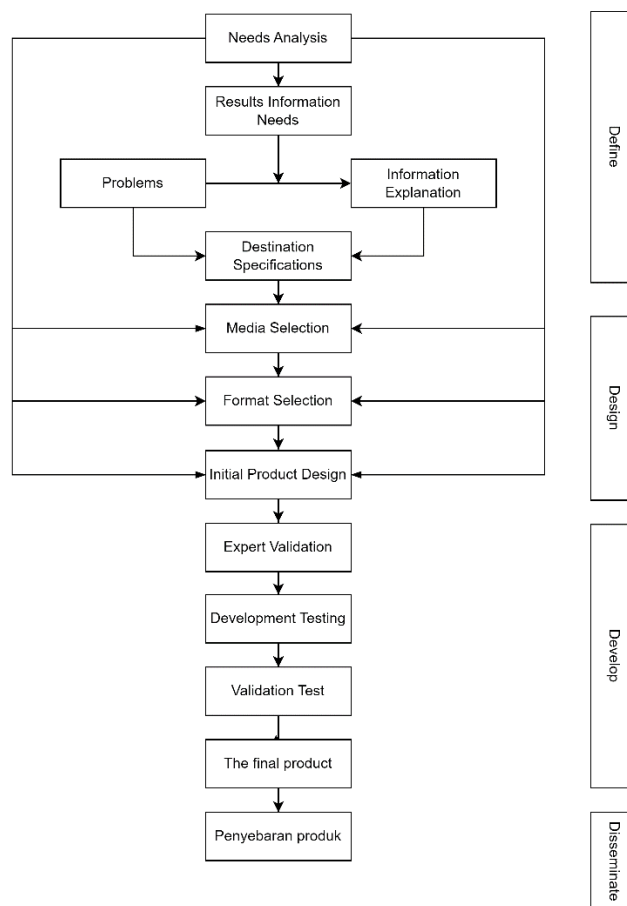 Needs Analysis
Results Information
Needs
Problems
Information
Explanation
Destination
Specifications
Media Selection
Format Selection
Initial Product Design
Expert Validation
Development Testing
Validation Test
The final product
Penyebaran produk
Define
Design
Develop
Disseminate